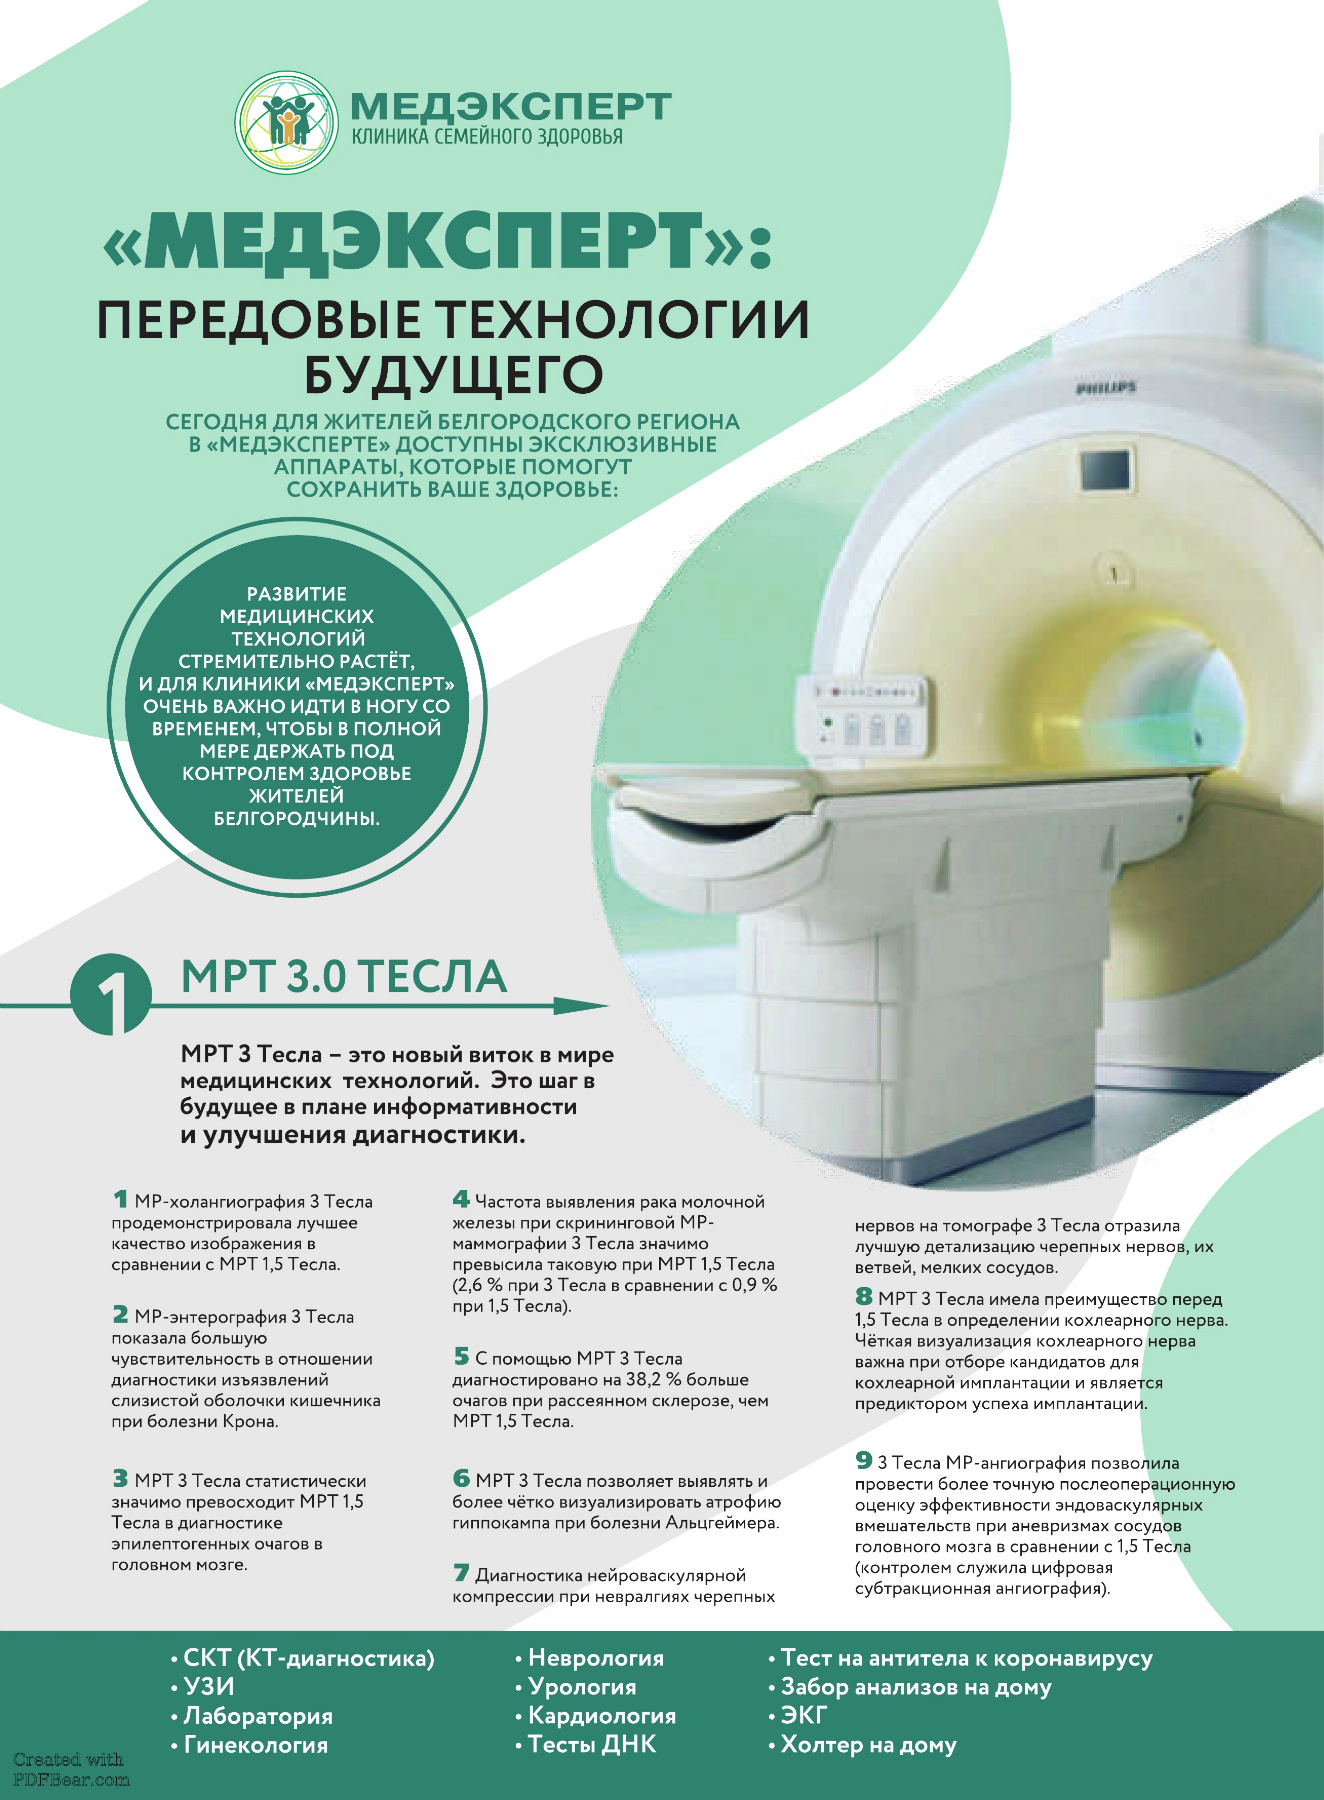 МЕДЭКСПЕРТ
КЛИНИКА СЕМЕЙНОГО ЗДОРОВЬЯ
«МЕДЭКСПЕРТ»:
ПЕРЕДОВЫЕ ТЕХНОЛОГИИ
БУДУЩЕГО
СЕГОДНЯ ДЛЯ ЖИТЕЛЕЙ БЕЛГОРОДСКОГО РЕГИОНА
В «МЕДЭКСПЕРТЕ» ДОСТУПНЫ ЭКСКЛЮЗИВНЫЕ
АППАРАТЫ, КОТОРЫЕ ПОМОГУТ
СОХРАНИТЬ ВАШЕ ЗДОРОВЬЕ:
PHILIPS
РАЗВИТИЕ
МЕДИЦИНСКИХ
ТЕХНОЛОГИЙ
СТРЕМИТЕЛЬНО РАСТЁТ,
И ДЛЯ КЛИНИКИ «МЕДЭКСПЕРТ»
ОЧЕНЬ ВАЖНО ИДТИ В НОГУ СО
ВРЕМЕНЕМ, ЧТОБЫ В ПОЛНОЙ
МЕРЕ ДЕРЖАТЬ ПОД
КОНТРОЛЕМ ЗДОРОВЬЕ
ЖИТЕЛЕЙ
БЕЛГОРОДЧИНЫ.
1 МРТ 3.0 ТЕСЛА
МРТ 3 Тесла – это новый виток в мире
медицинских технологий. Это шаг в
будущее в плане информативности
и улучшения диагностики.
1 МР-холангиография 3 Тесла
продемонстрировала лучшее
качество изображения в
сравнении с МРТ 1,5 Тесла.
2 МР-энтерография 3 Тесла
показала большую
чувствительность в отношении
диагностики изъязвлений
слизистой оболочки кишечника
при болезни Крона.
3 МРТ 3 Тесла статистически
значимо превосходит МРТ 1,5
Тесла в диагностике
эпилептогенных очагов в
головном мозге.
4 Частота выявления рака молочной
железы при скрининговой МР-
маммографии 3 Тесла значимо
превысила таковую при МРТ 1,5 Тесла
(2,6 % при 3 Тесла в сравнении с 0,9 %
при 1,5 Тесла).
5 С помощью МРТ 3 Тесла
диагностировано на 38,2 % больше
очагов при рассеянном склерозе, чем
МРТ 1,5 Тесла.
6 МРТ 3 Тесла позволяет выявлять и
более чётко визуализировать атрофию
гиппокампа при болезни Альцгеймера.
7 Диагностика нейроваскулярной
компрессии при невралгиях черепных
нервов на томографе 3 Тесла отразила
лучшую детализацию черепных нервов, их
ветвей, мелких сосудов.
8 МРТ 3 Тесла имела преимущество перед
1,5 Тесла в определении кохлеарного нерва.
Чёткая визуализация кохлеарного нерва
важна при отборе кандидатов для
кохлеарной имплантации и является
предиктором успеха имплантации.
9 3 Тесла МР-ангиография позволила
провести более точную послеоперационную
оценку эффективности эндоваскулярных
вмешательств при аневризмах сосудов
головного мозга в сравнении с 1,5 Тесла
(контролем служила цифровая
субтракционная ангиография).
• СКТ (КТ-диагностика)
• УЗИ
• Лаборатория
• Гинекология
• Неврология
• Урология
• Кардиология
• Тесты ДНК
• Тест на антитела к коронавирусу
• Забор анализов на дому
• ЭКГ
• Холтер на дому
Created with
PDFBear.com